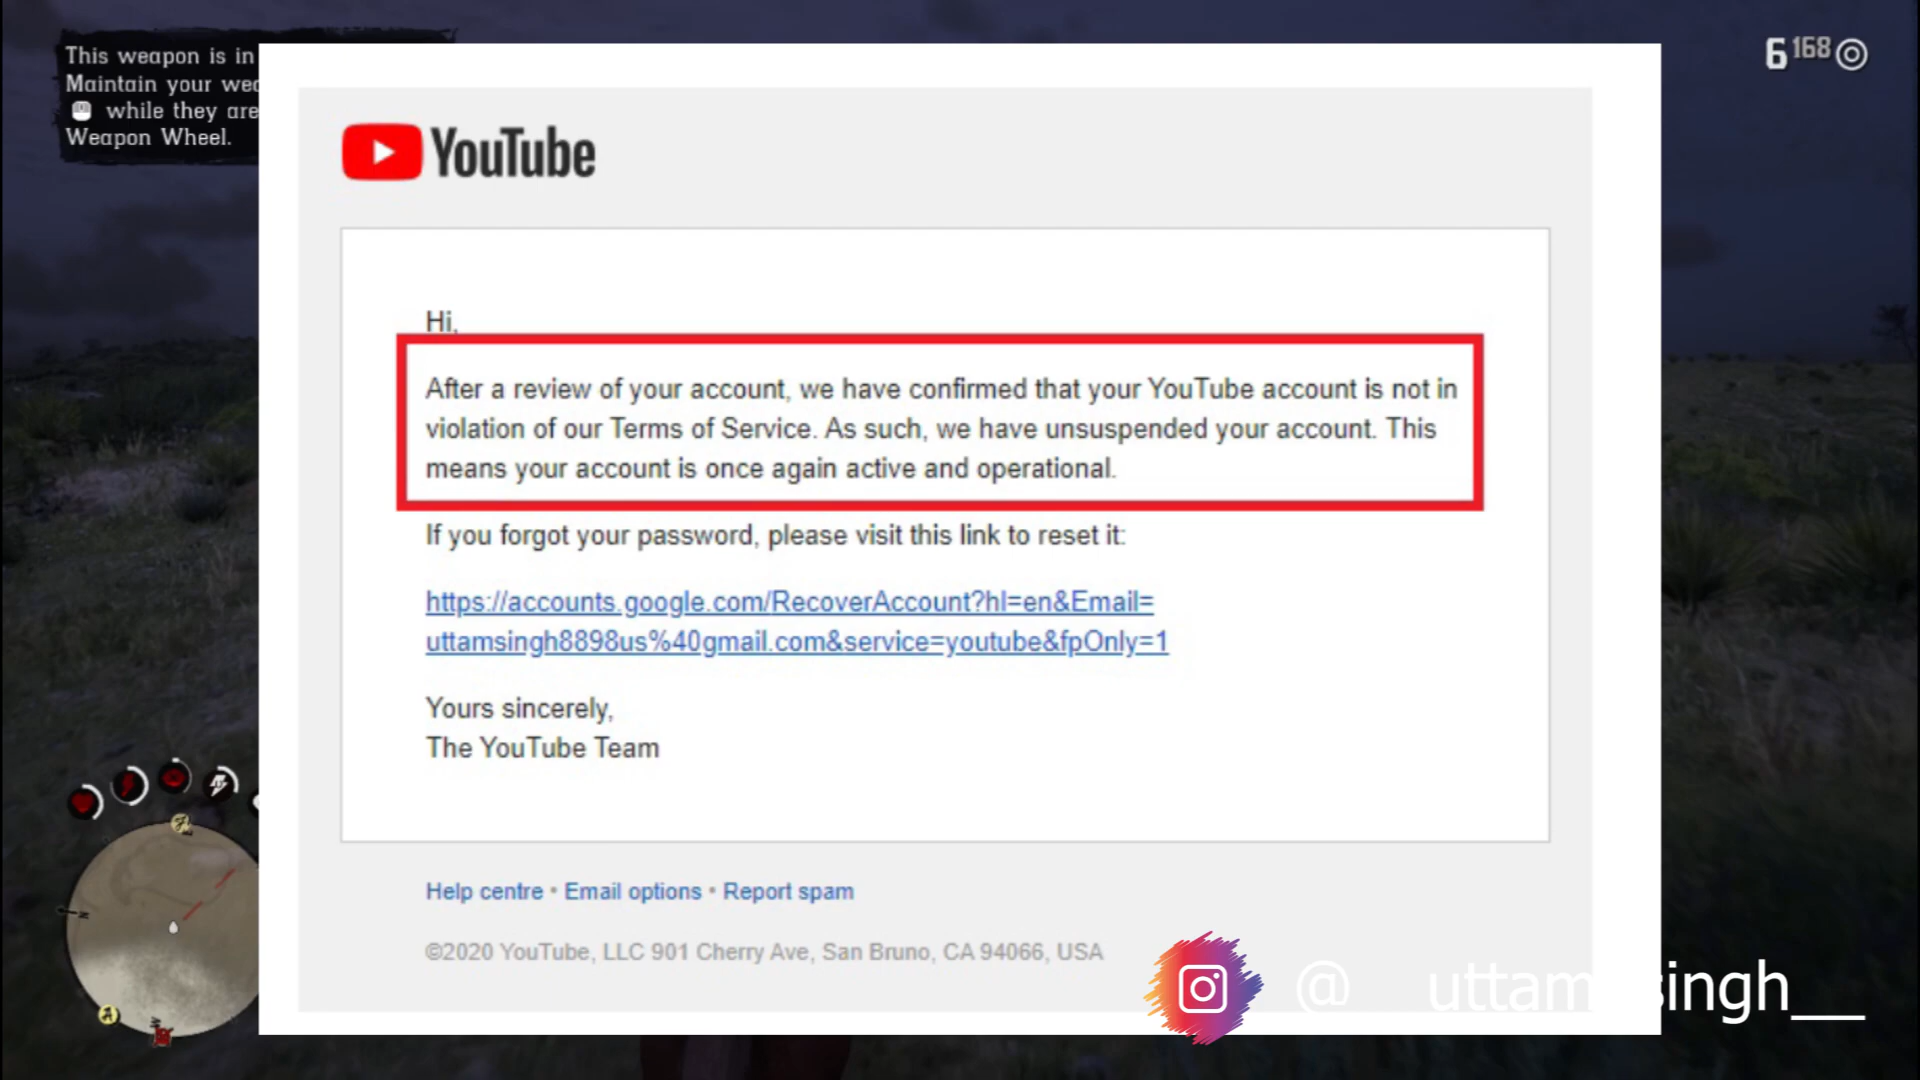 This weapon is in
Maintain your wea
while they are
Weapon Wheel.
6 168
YouTube
Hi,
After a review of your account, we have confirmed that your YouTube account is not in
violation of our Terms of Service. As such, we have unsuspended your account. This
means your account is once again active and operational.
If you forgot your password, please visit this link to reset it:
https://accounts.google.com/RecoverAccount?hl=en&Email=
uttamsingh8898us%40gmail.com&service=youtube&fpOnly=1
Yours sincerely,
The YouTube Team
Help centre • Email options • Report spam
©2020 YouTube, LLC 901 Cherry Ave, San Bruno, CA 94066, USA